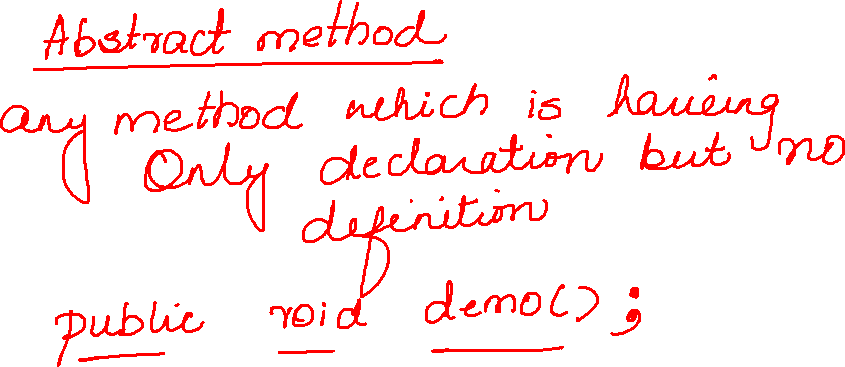 Abstract method
any method which is having
Only declaration but no
definition
public void demo();